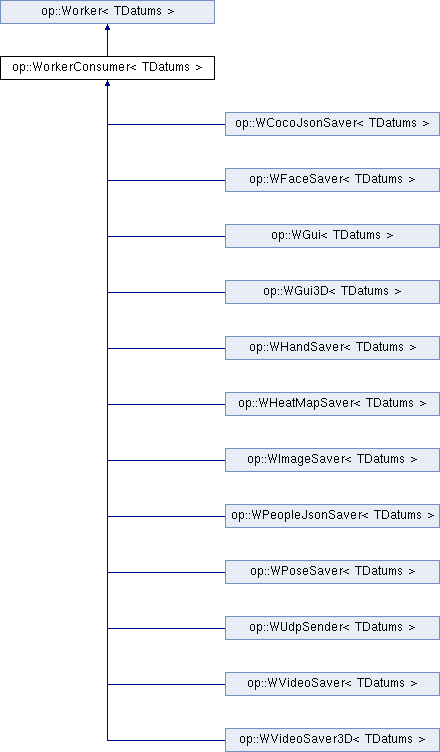 op::Worker< TDatums >
op::WorkerConsumer< TDatums >
op::WCocoJsonSaver< TDatums >
op::WFaceSaver< TDatums >
op::WGui< TDatums >
op::WGui3D< TDatums >
op::WHandSaver< TDatums >
op::WHeatMapSaver< TDatums >
op::WImageSaver< TDatums >
op::WPeopleJsonSaver< TDatums >
op::WPoseSaver< TDatums >
op::WUdpSender< TDatums >
op::WVideoSaver< TDatums >
op::WVideoSaver3D< TDatums >